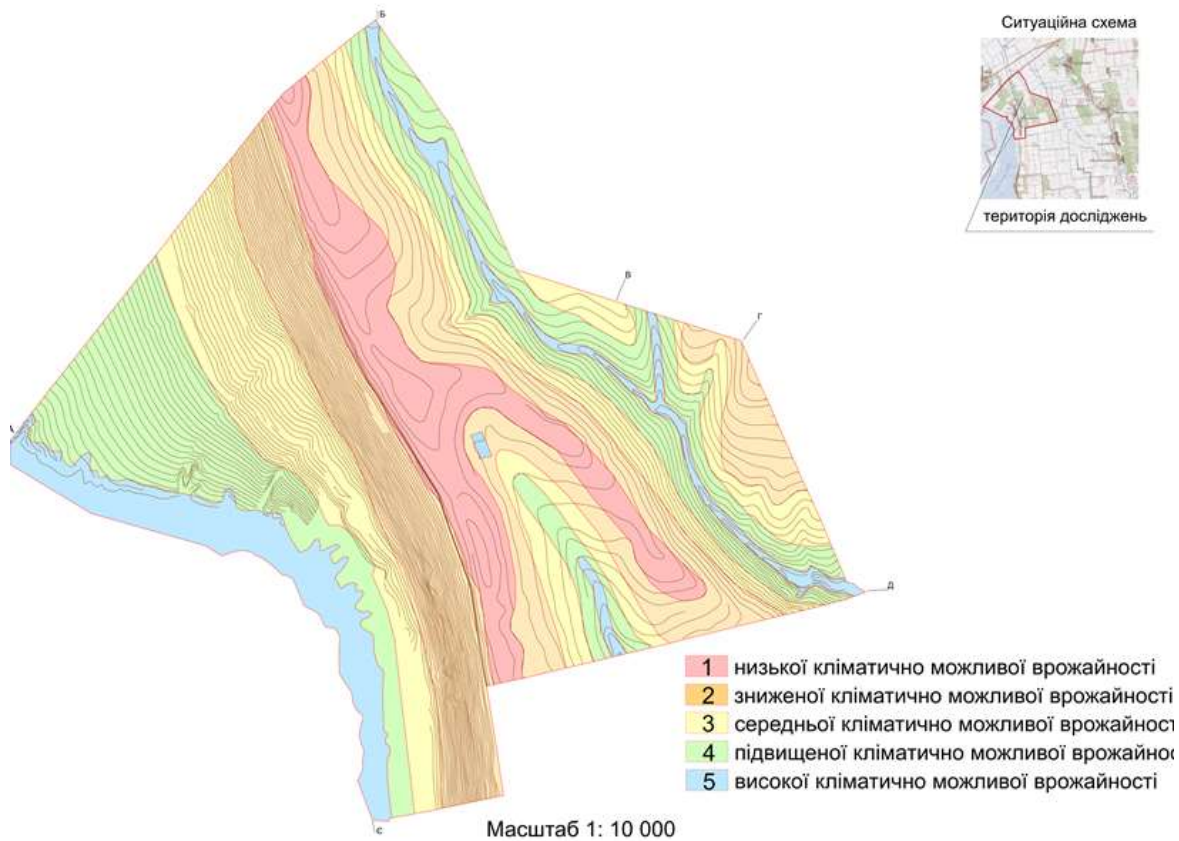 Б
Ситуаційна схема
територія досліджень
В
Г
А
Д
1 низької кліматично можливої врожайності
2 зниженої кліматично можливої врожайності
3 середньої кліматично можливої врожайност
4 підвищеної кліматично можливої врожайнос
5 високої кліматично можливої врожайності
С
Масштаб 1: 10 000